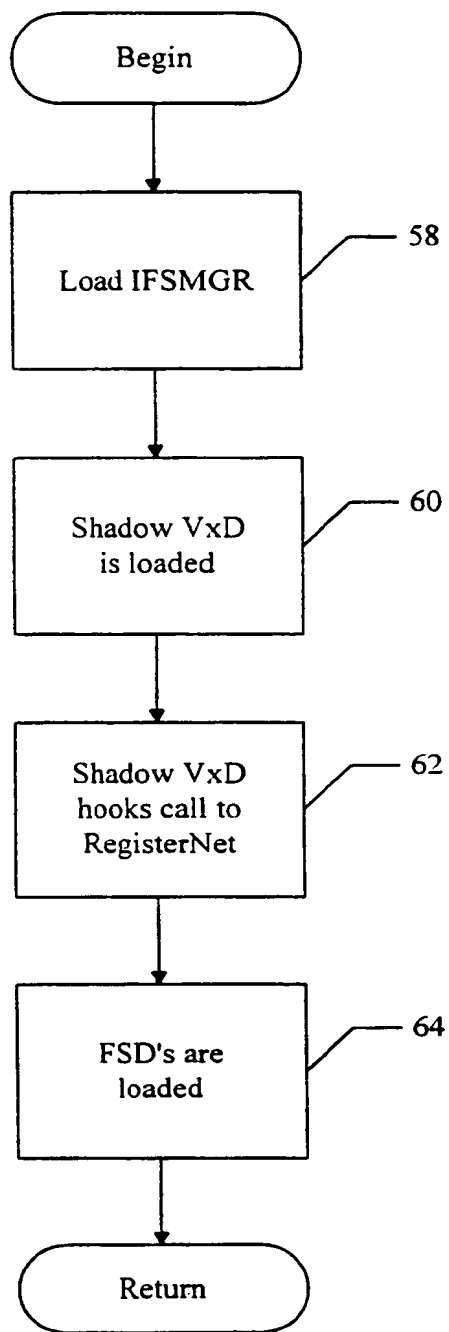 Begin
Load IFSMGR
58
Shadow VxD
is loaded
60
Shadow VxD
hooks call to
RegisterNet
62
FSD's are
loaded
64
Return